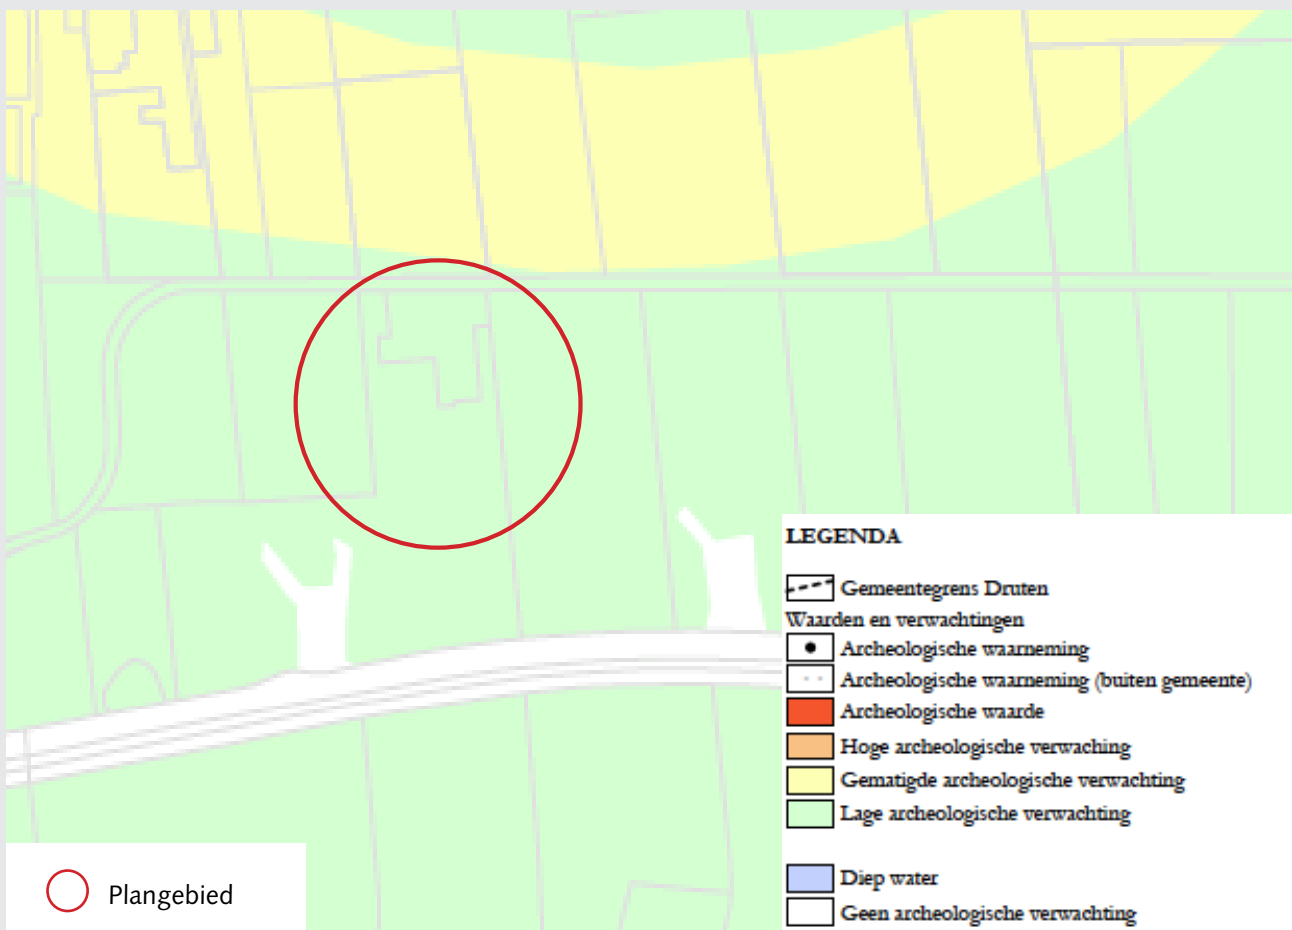 LEGENDA
Gemeentegrens Druten
Waarden en verwachtingen
Archeologische waarneming
Archeologische waarneming (buiten gemeente)
Archeologische waarde
Hoge archeologische verwaching
Gematigde archeologische verwachting
Lage archeologische verwachting
Diep water
Geen archeologische verwachting
Plangebied